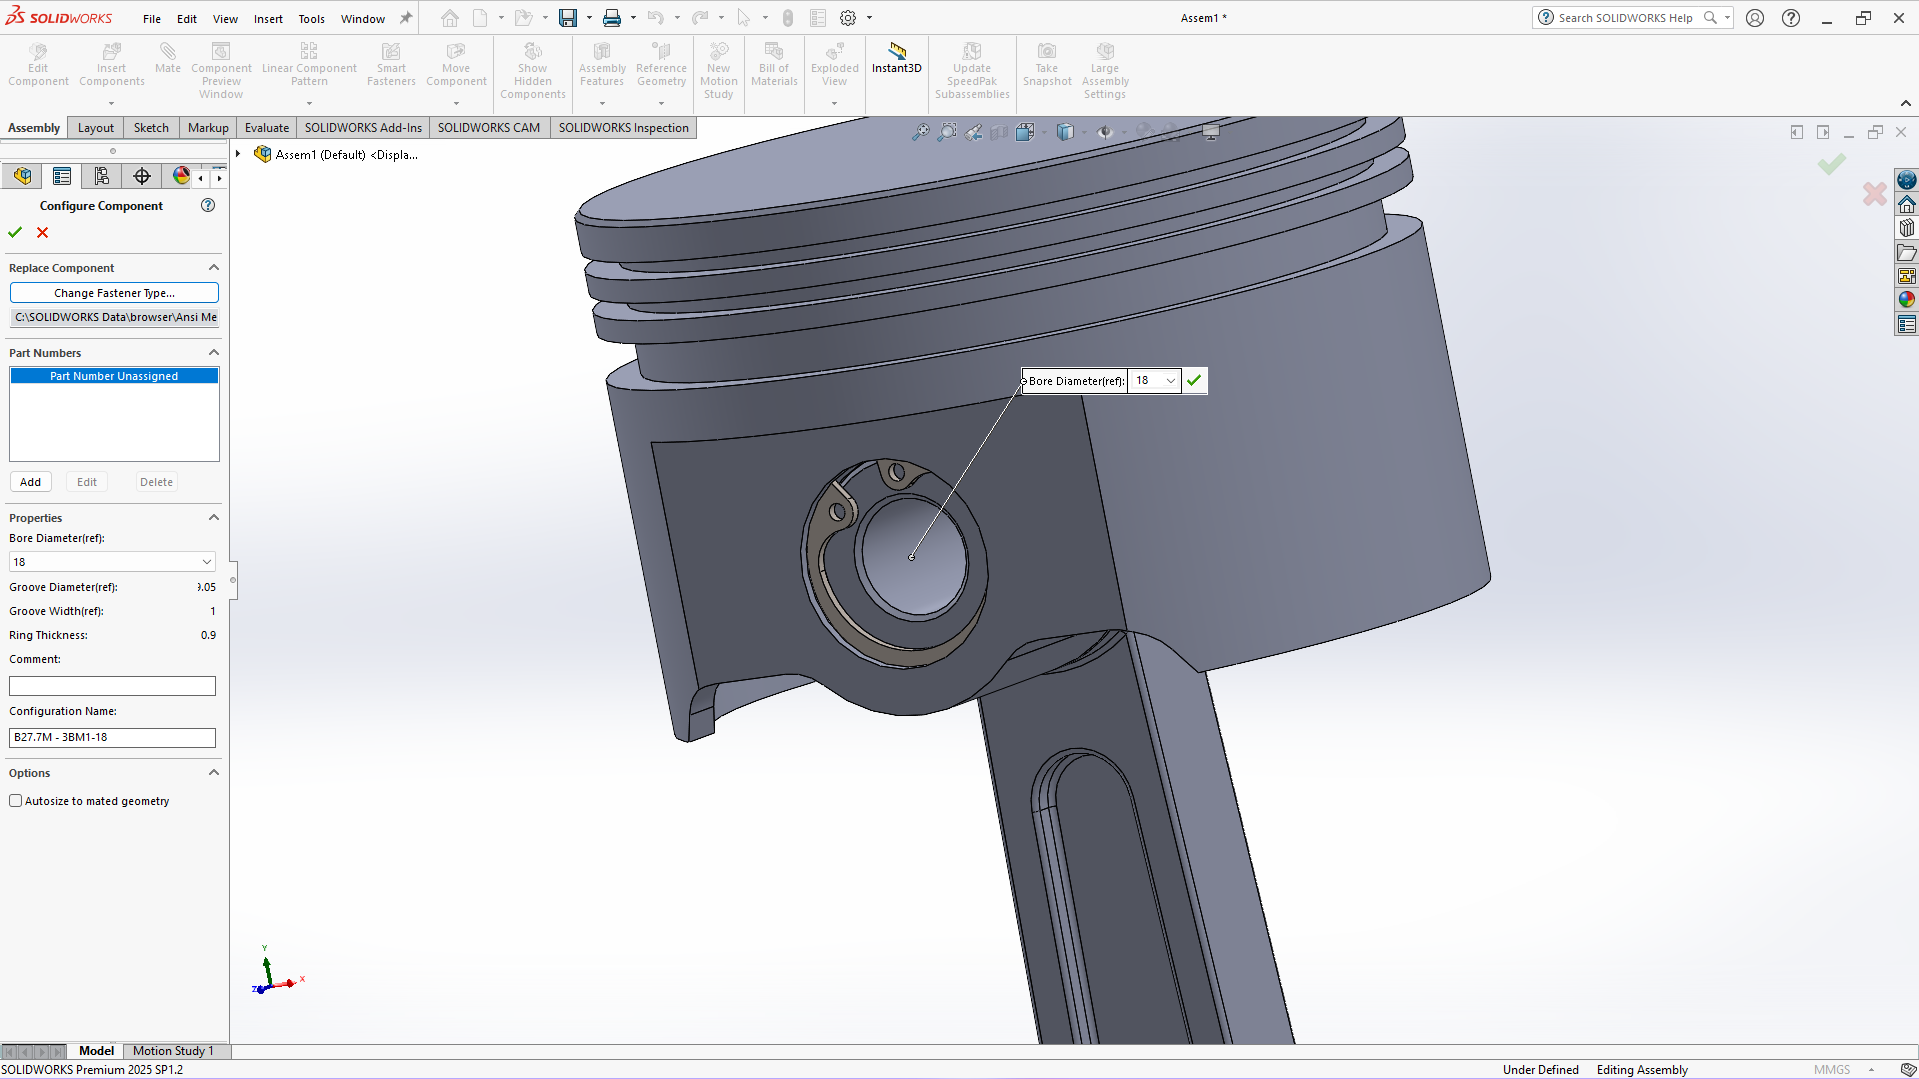 SOLIDWORKS
File Edit View Insert Tools Window
Assem1 *
Search SOLIDWORKS Help
Edit Component
Insert Components
Mate
Component Preview Window
Linear Component Pattern
Smart Fasteners
Move Component
Show Hidden Components
Assembly Features
Reference Geometry
New Motion Study
Bill of Materials
Exploded View
Instant3D
Update SpeedPak Subassemblies
Take Snapshot
Large Assembly Settings
Assembly Layout Sketch Markup Evaluate SOLIDWORKS Add-Ins SOLIDWORKS CAM SOLIDWORKS Inspection
Assem1 (Default) <Displa...
Configure Component
Replace Component
Change Fastener Type...
C:\SOLIDWORKS Data\browser\Ansi Me
Part Numbers
Part Number Unassigned
Add Edit Delete
Properties
Bore Diameter(ref):
18
Groove Diameter(ref): 9.05
Groove Width(ref): 1
Ring Thickness: 0.9
Comment:
Configuration Name:
B27.7M - 3BM1-18
Options
Autosize to mated geometry
Bore Diameter(ref): 18
Y
X
Z
Model Motion Study 1
SOLIDWORKS Premium 2025 SP1.2
Under Defined Editing Assembly MMGS